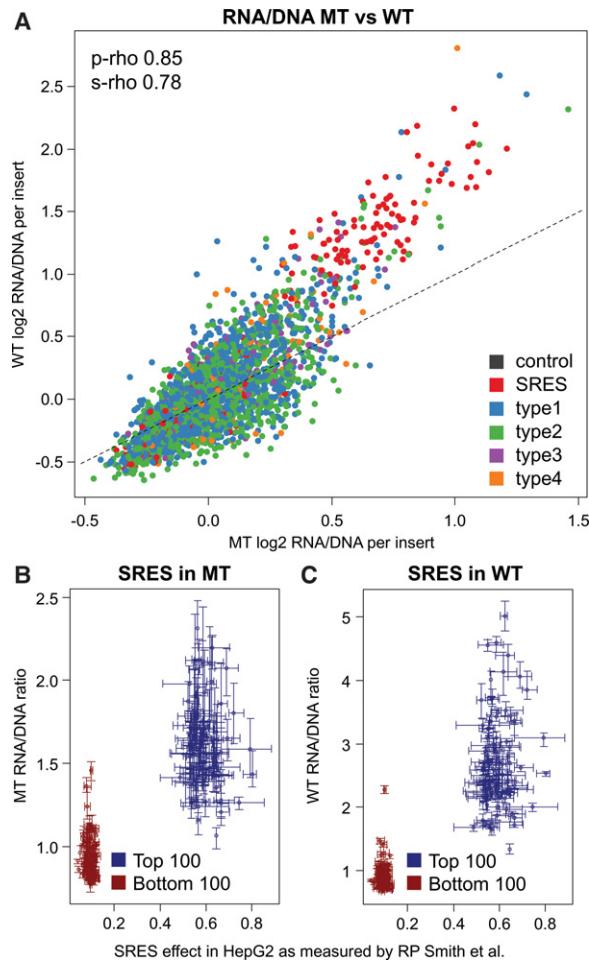 A
RNA/DNA MT vs WT
p-rho 0.85
s-rho 0.78
WT log2 RNA/DNA per insert
2.5
2.0
1.5
1.0
0.5
0.0
-0.5
control
SRES
type1
type2
type3
type4
-0.5
0.0
0.5
1.0
1.5
MT log2 RNA/DNA per insert
B
SRES in MT
MT RNA/DNA ratio
2.5
2.0
1.5
1.0
Top 100
Bottom 100
0.2
0.4
0.6
0.8
C
SRES in WT
WT RNA/DNA ratio
5
4
3
2
1
Top 100
Bottom 100
0.2
0.4
0.6
0.8
SRES effect in HepG2 as measured by RP Smith et al.